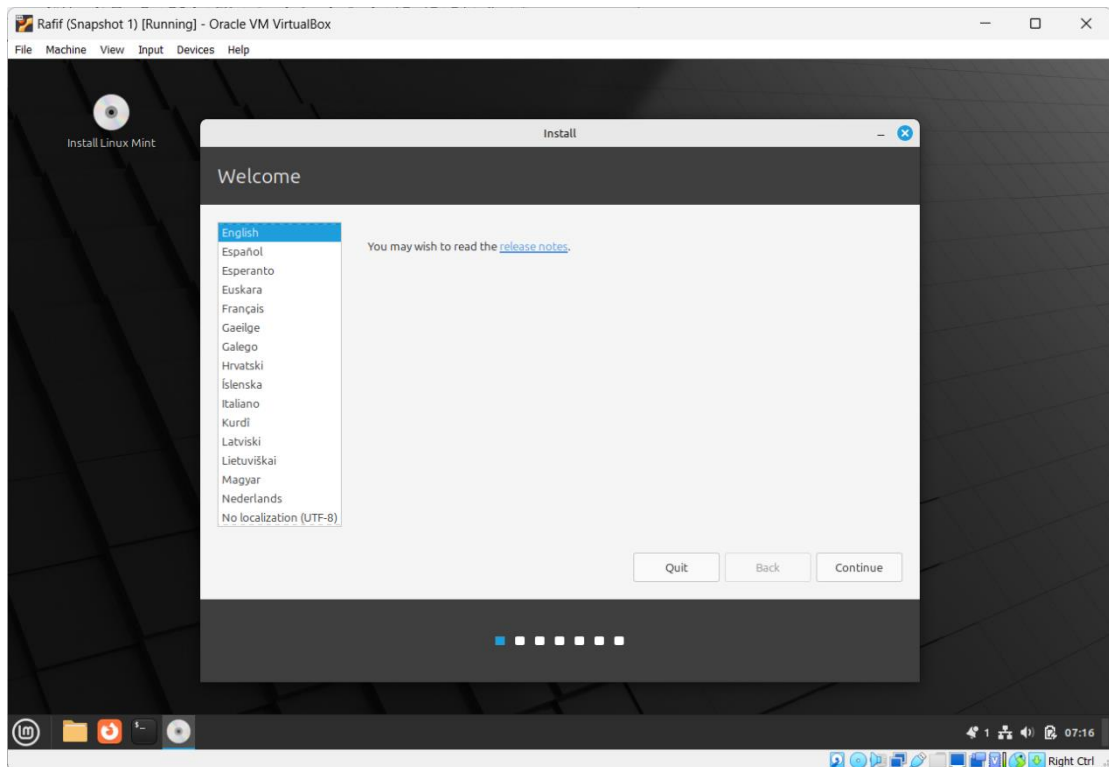 Rafif (Snapshot 1) [Running] - Oracle VM VirtualBox
File Machine View Input Devices Help
Install Linux Mint
Install
Welcome
English
Español
Esperanto
Euskara
Français
Gaeilge
Galego
Hrvatski
Íslenska
Italiano
Kurdî
Latviski
Lietuviškai
Magyar
Nederlands
No localization (UTF-8)
You may wish to read the release notes.
Quit Back Continue
1 07:16
Right Ctrl